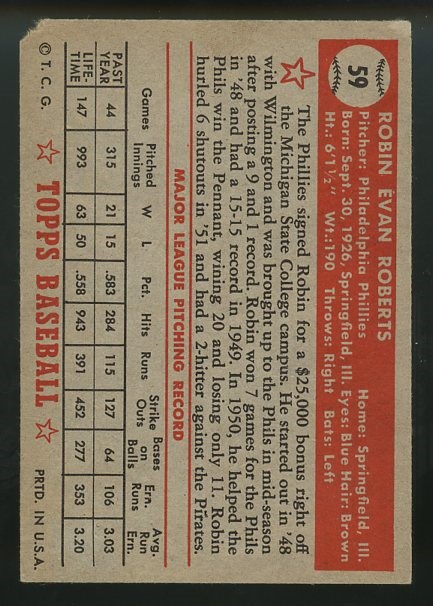 59
ROBIN EVAN ROBERTS
Pitcher: Philadelphia Phillies Home: Springfield, Ill.
Born: Sept. 30, 1926, Springfield, Ill. Eyes: Blue Hair: Brown
Ht.: 6'1½" Wt.: 190 Throws: Right Bats: Left
The Phillies signed Robin for a $25,000 bonus right off
the Michigan State College campus. He started out in '48
with Wilmington and was brought up to the Phils in mid-season
after posting a 9 and 1 record. Robin won 7 games for the Phils
in '48 and had a 15-15 record in 1949. In 1950, he helped the
Phils win the Pennant, wining 20 and losing only 11. Robin
hurled 6 shutouts in '51 and had a 2-hitter against the Pirates.
MAJOR LEAGUE PITCHING RECORD
Games Pitched Innings W L Pct. Hits Runs Strike Outs Bases on Balls Ern. Runs Avg. Run Ern.
PAST YEAR 44 315 21 15 .583 284 115 127 64 106 3.03
LIFE-TIME 147 993 63 50 .558 943 391 452 277 353 3.20
© T. C. G. TOPPS BASEBALL PRTD. IN U.S.A.